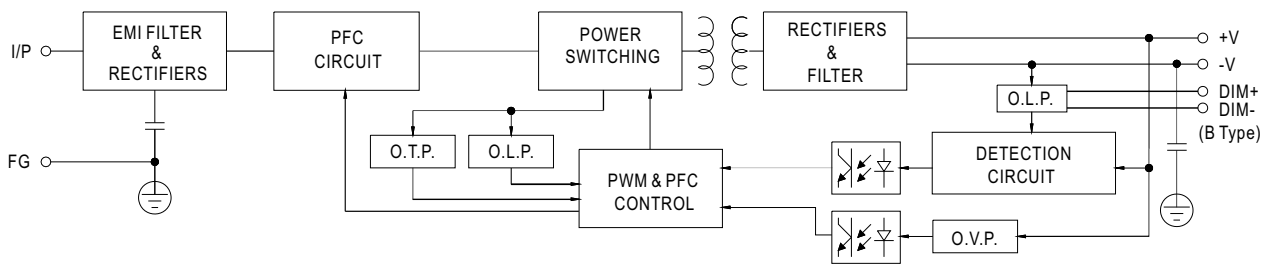 I/P
EMI FILTER
&
RECTIFIERS
PFC
CIRCUIT
POWER
SWITCHING
RECTIFIERS
&
FILTER
+V
-V
DIM+
DIM-
(B Type)
O.L.P.
FG
O.T.P.
O.L.P.
PWM & PFC
CONTROL
DETECTION
CIRCUIT
O.V.P.